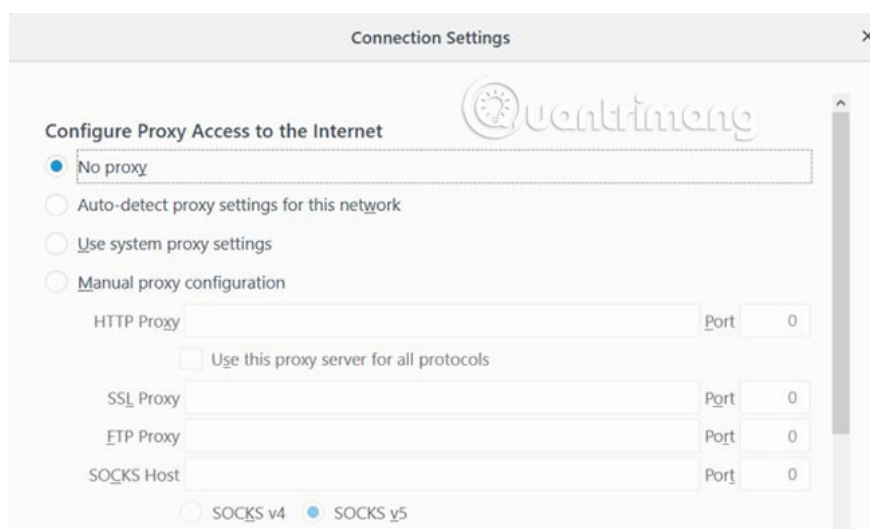 Connection Settings
Quantrimang
Configure Proxy Access to the Internet
No proxy
Auto-detect proxy settings for this network
Use system proxy settings
Manual proxy configuration
HTTP Proxy Port 0
Use this proxy server for all protocols
SSL Proxy Port 0
FTP Proxy Port 0
SOCKS Host Port 0
SOCKS v4 SOCKS v5